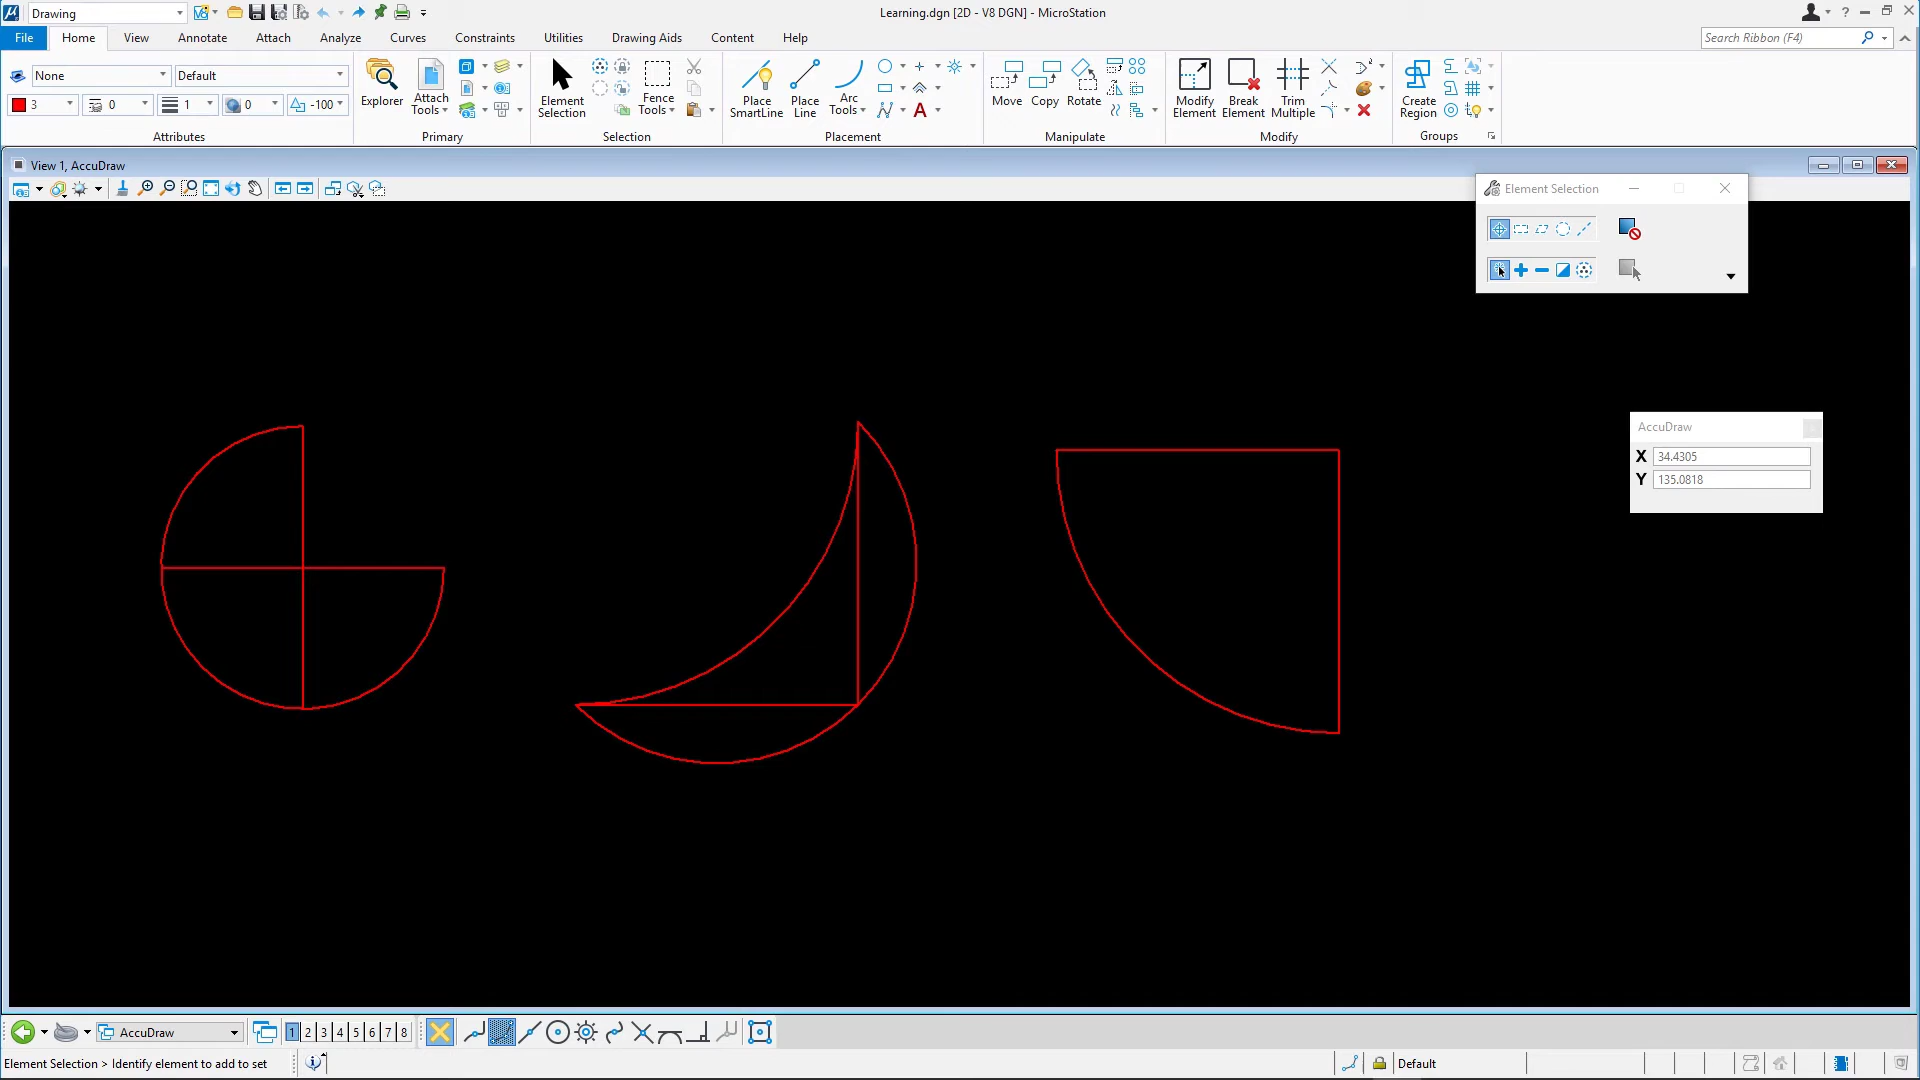 Drawing
Learning.dgn [2D - V8 DGN] - MicroStation
File Home View Annotate Attach Analyze Curves Constraints Utilities Drawing Aids Content Help
Search Ribbon (F4)
None Default
3 0 1 0 -100
Attributes
Explorer
Attach Tools
Primary
Element Selection
Fence Tools
Selection
Place SmartLine
Place Line
Arc Tools
Placement
Move Copy Rotate
Manipulate
Modify Element
Break Element
Trim Multiple
Modify
Create Region
Groups
View 1, AccuDraw
Element Selection
AccuDraw
X 34.4305
Y 135.0818
AccuDraw
1 2 3 4 5 6 7 8
Element Selection > Identify element to add to set
Default